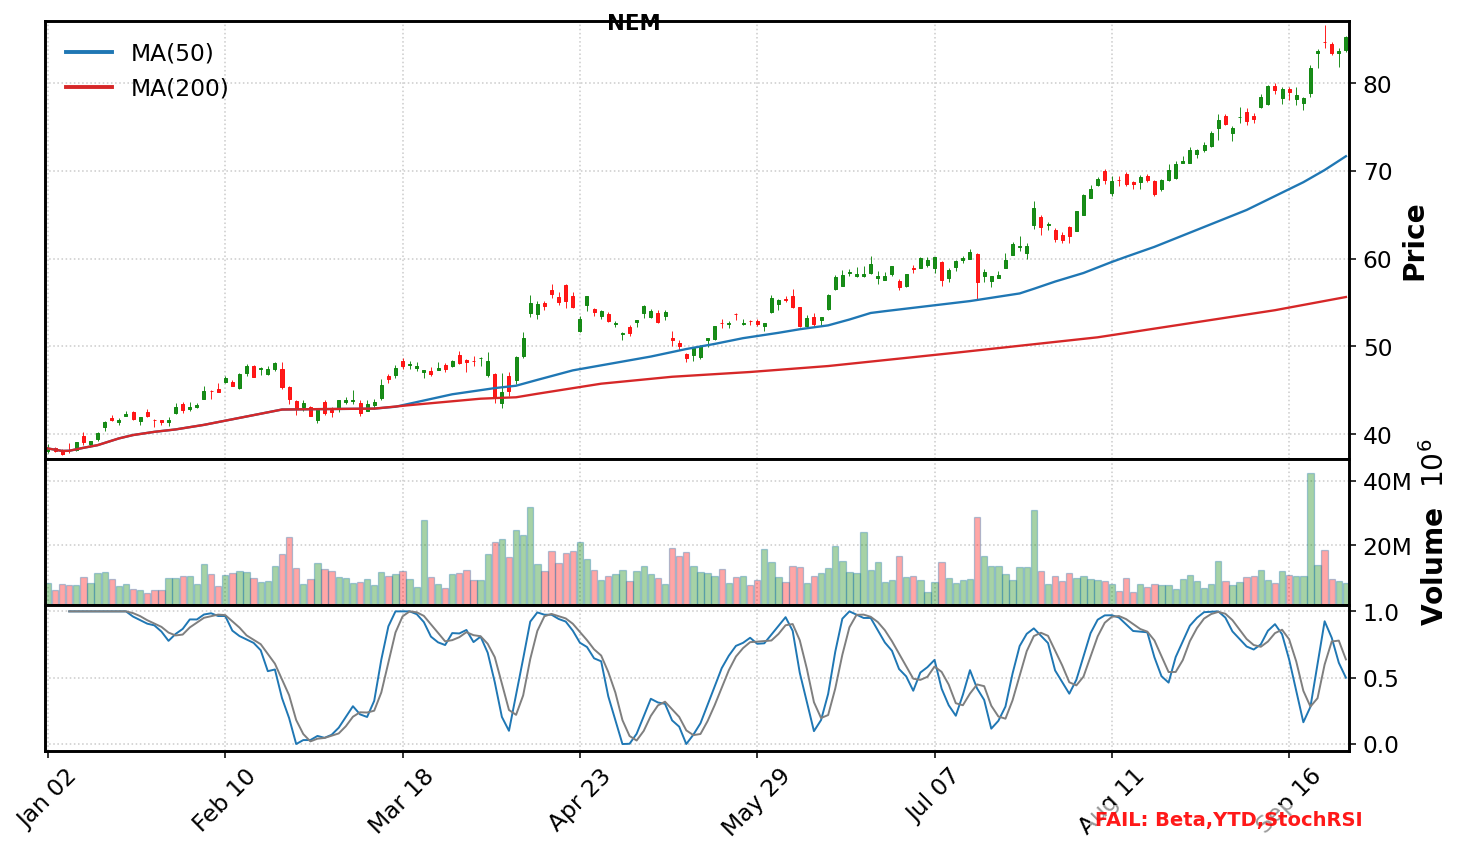 NEM
MA(50)
MA(200)
80
70
60
50
40
Price
40M
20M
Volume 10^6
1.0
0.5
0.0
Jan 02
Feb 10
Mar 18
Apr 23
May 29
Jul 07
Aug 11
Sep 16
FAIL: Beta,YTD,StochRSI